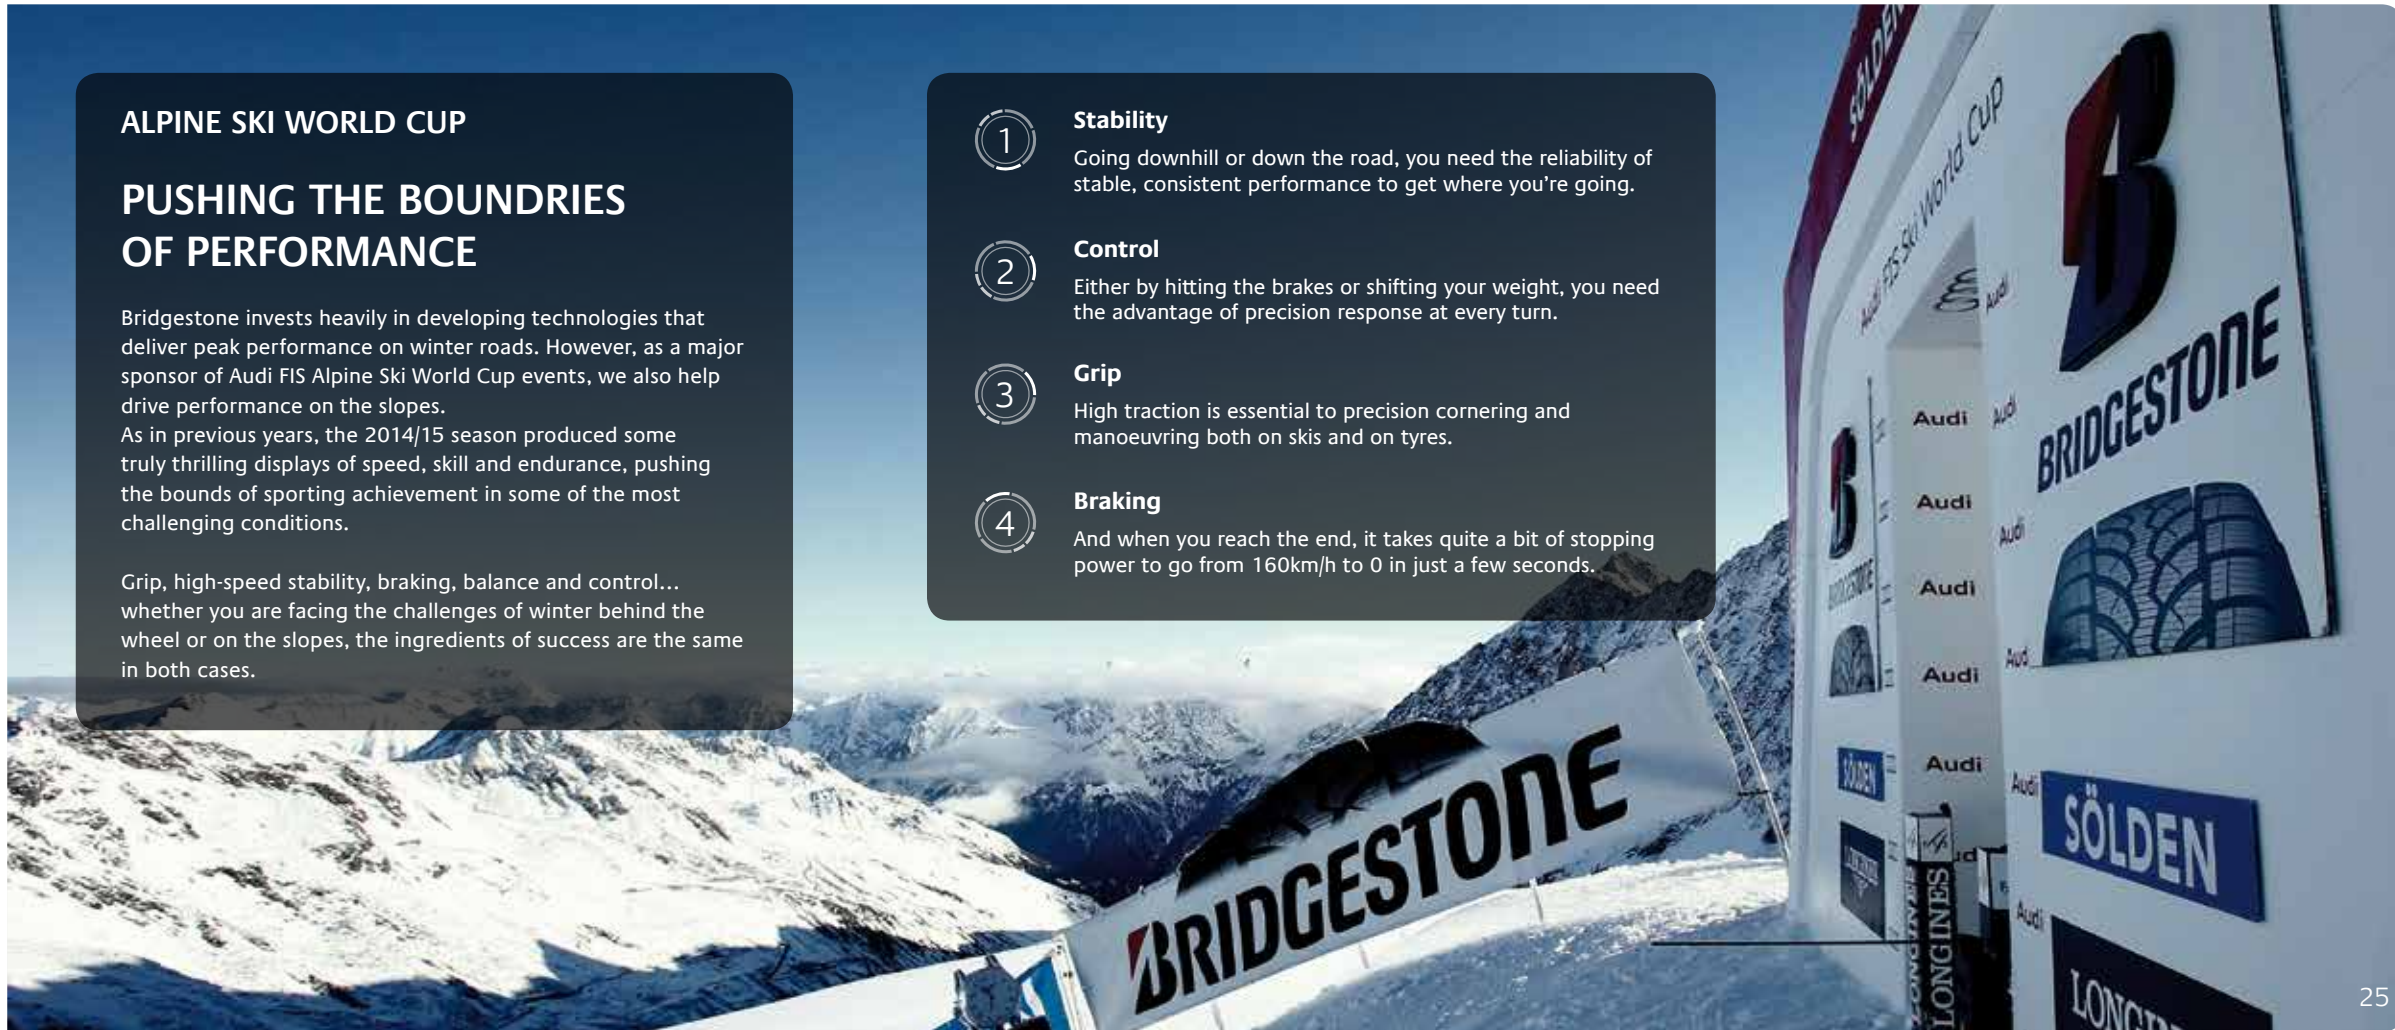 ALPINE SKI WORLD CUP
PUSHING THE BOUNDRIES
OF PERFORMANCE
Bridgestone invests heavily in developing technologies that
deliver peak performance on winter roads. However, as a major
sponsor of Audi FIS Alpine Ski World Cup events, we also help
drive performance on the slopes.
As in previous years, the 2014/15 season produced some
truly thrilling displays of speed, skill and endurance, pushing
the bounds of sporting achievement in some of the most
challenging conditions.
Grip, high-speed stability, braking, balance and control...
whether you are facing the challenges of winter behind the
wheel or on the slopes, the ingredients of success are the same
in both cases.
1
Stability
Going downhill or down the road, you need the reliability of
stable, consistent performance to get where you're going.
2
Control
Either by hitting the brakes or shifting your weight, you need
the advantage of precision response at every turn.
3
Grip
High traction is essential to precision cornering and
manoeuvring both on skis and on tyres.
4
Braking
And when you reach the end, it takes quite a bit of stopping
power to go from 160km/h to 0 in just a few seconds.
SÖLDEN
Audi FIS Ski World Cup
B
BRIDGESTONE
Audi
Audi
Audi
Audi
Audi
Audi
Audi
Audi
Aud
Audi
Audi
B
BRIDGESTONE
SÖLDEN
LONGINES
SÖLDEN
LONGINES
LONGINES
BRIDGESTONE
25